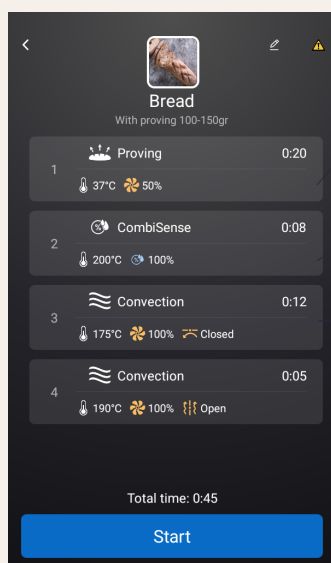 Bread
With proving 100-150gr
1
Proving 0:20
37°C 50%
2
CombiSense 0:08
200°C 100%
3
Convection 0:12
175°C 100% Closed
4
Convection 0:05
190°C 100% Open
Total time: 0:45
Start